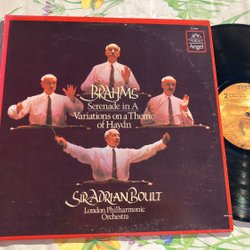 Angel
BRAHMS
Serenade in A
Variations on a Theme
of Haydn
Sir Adrian Boult
London Philharmonic
Orchestra